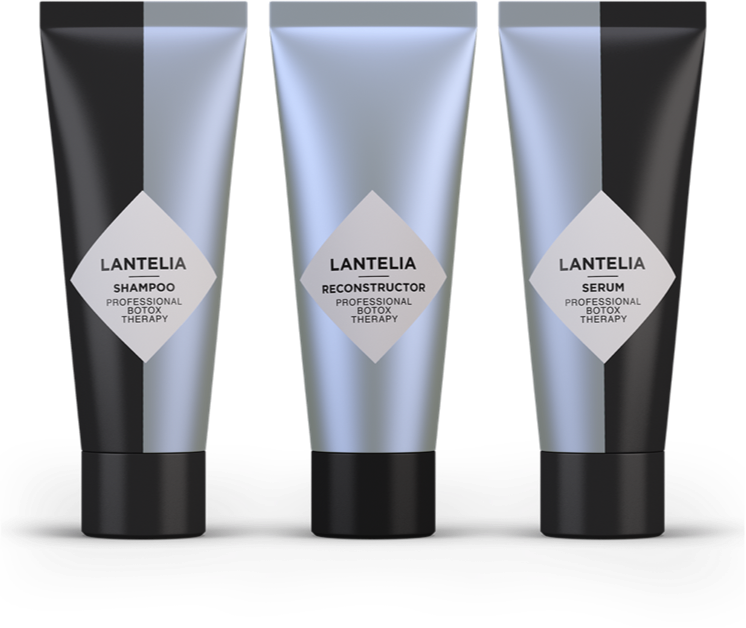 LANTELIA
SHAMPOO
PROFESSIONAL
BOTOX
THERAPY
LANTELIA
RECONSTRUCTOR
PROFESSIONAL
BOTOX
THERAPY
LANTELIA
SERUM
PROFESSIONAL
BOTOX
THERAPY